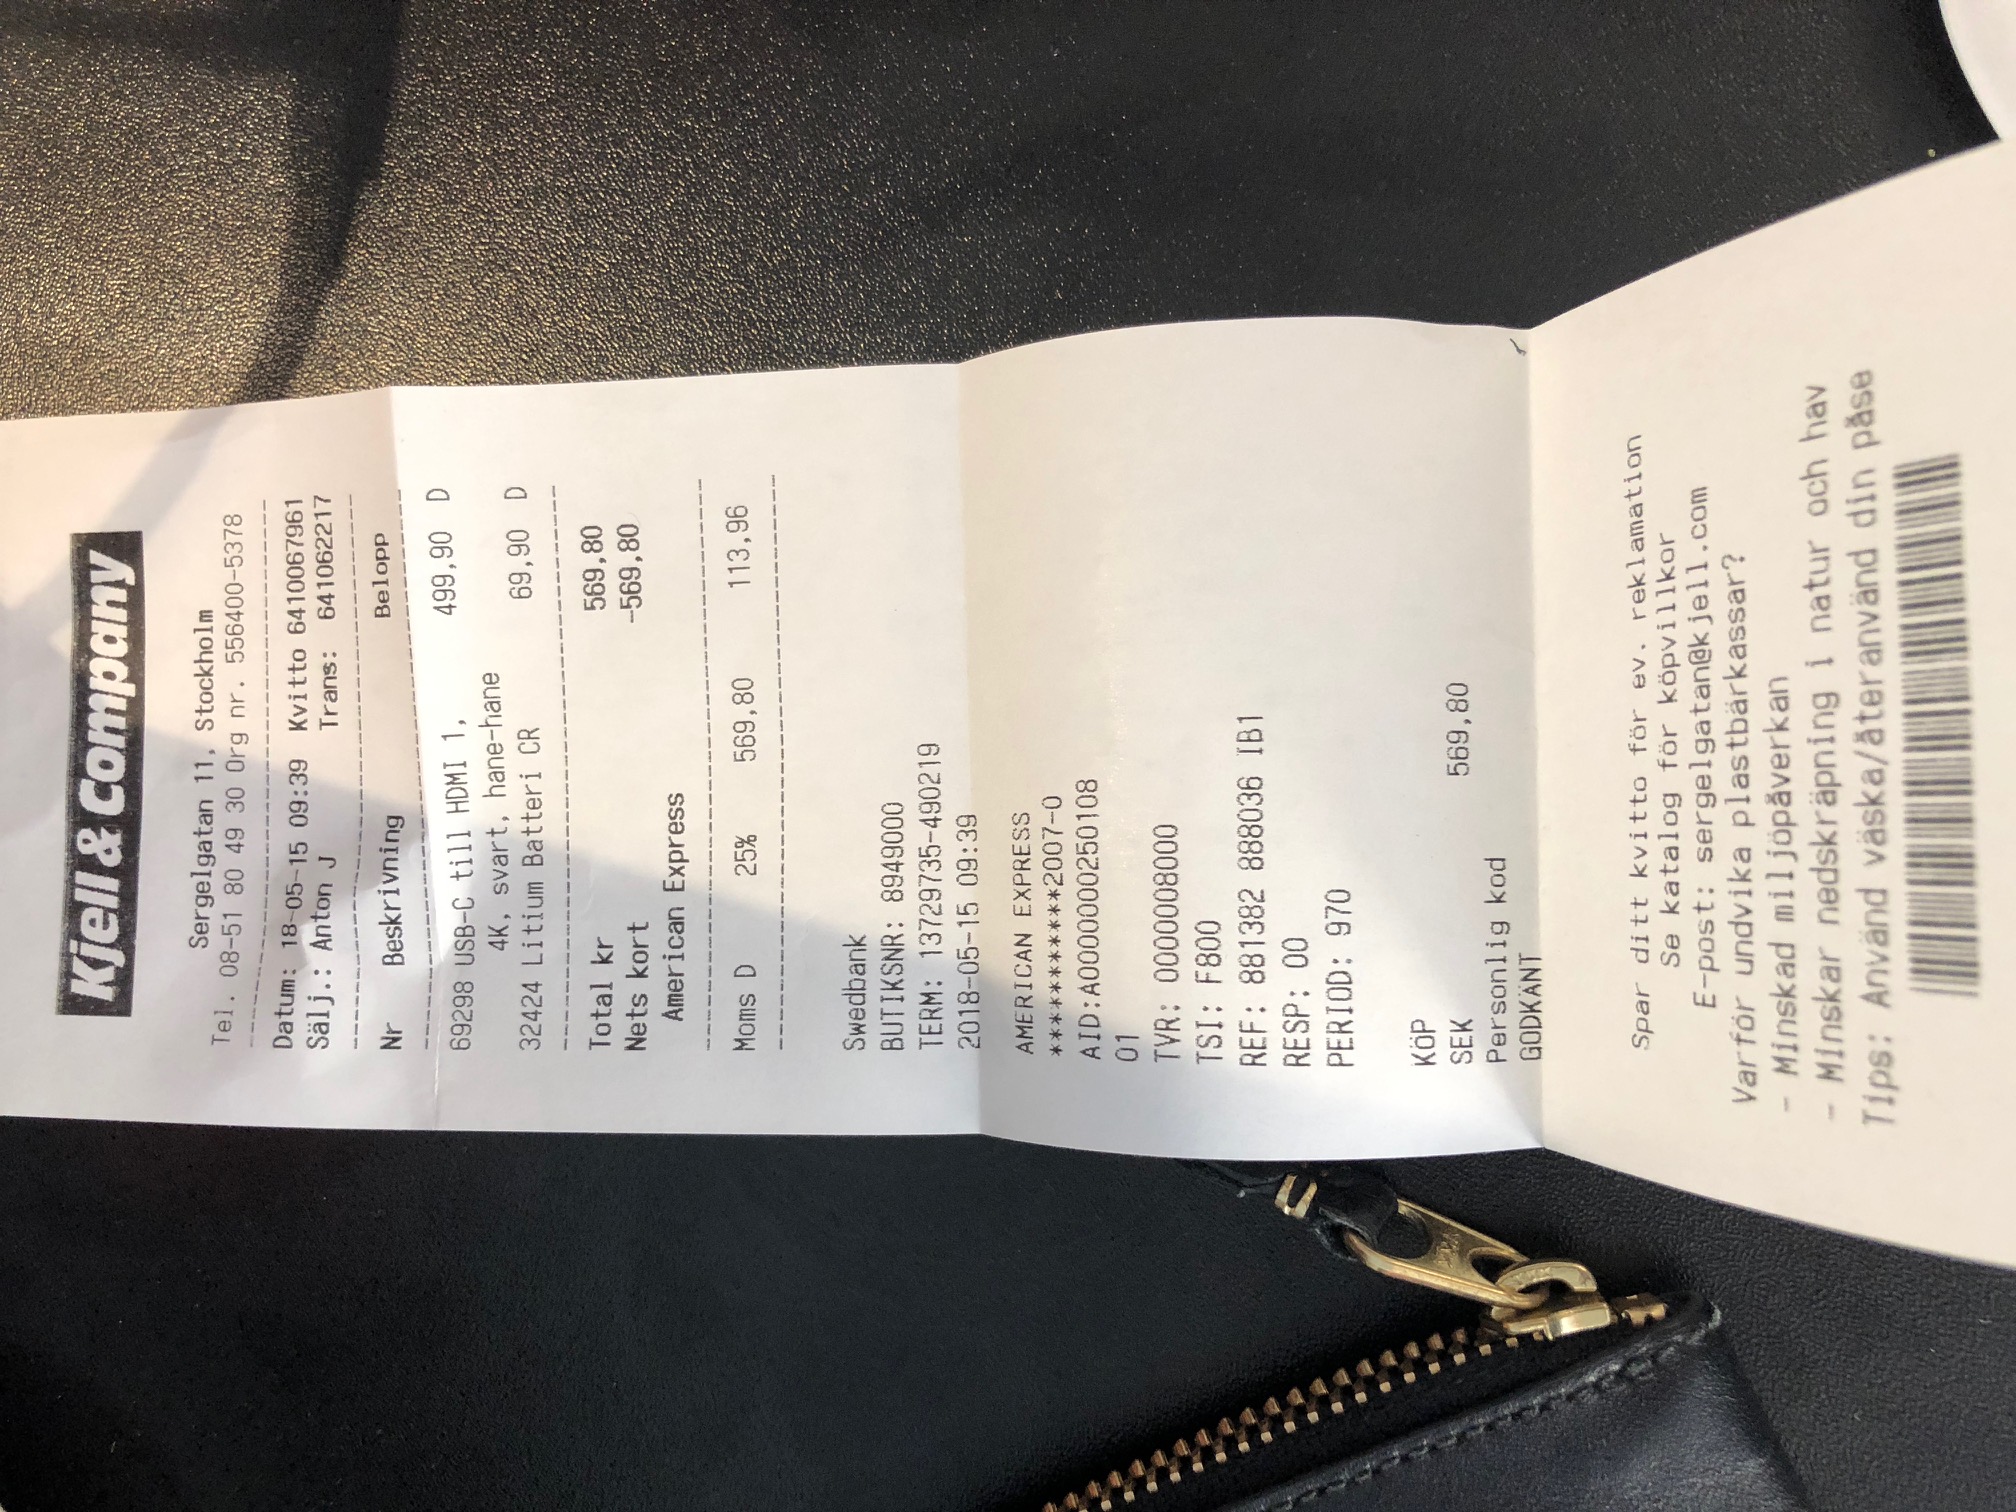 Kjell & Company
Sergelgatan 11, Stockholm
Tel. 08-51 80 49 30 Org nr. 556400-5378
Datum: 18-05-15 09:39 Kvitto 6410067961
Sälj.: Anton J Trans: 641062217
Nr Beskrivning Belopp
69298 USB-C till HDMI 1, 499,90 D
4K, svart, hane-hane
32424 Litium Batteri CR 69,90 D
Total kr 569,80
Nets kort -569,80
American Express
Moms D 25% 569,80 113,96
Swedbank
BUTIKSNR: 8949000
TERM: 13729735-490219
2018-05-15 09:39
AMERICAN EXPRESS
***********2007-0
AID:A0000000250108
01
TVR: 0000008000
TSI: F800
REF: 881382 888036 IB1
RESP: 00
PERIOD: 970
KÖP
SEK 569,80
Personlig kod
GODKÄNT
Spar ditt kvitto för ev. reklamation
Se katalog för köpvillkor
E-post: sergelgatan@kjell.com
Varför undvika plastbärkassar?
- Minskad miljöpåverkan
- Minskar nedskräpning i natur och hav
Tips: Använd väska/återanvänd din påse